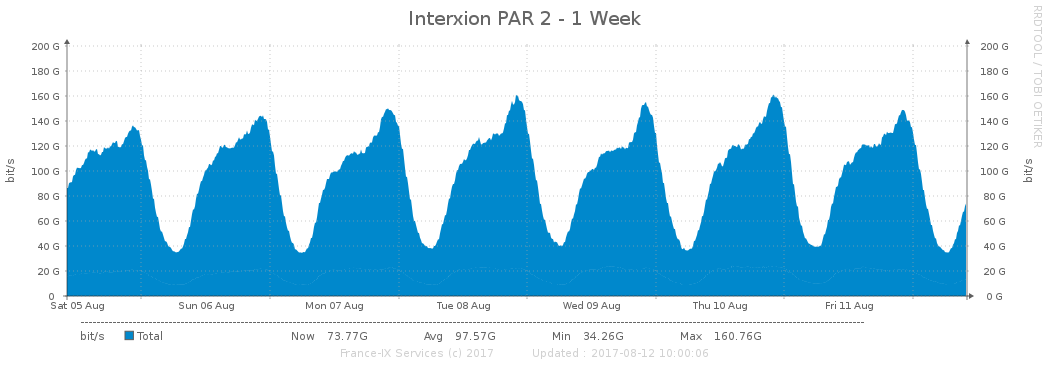 Interxion PAR 2 - 1 Week
RRDTOOL / TOBI OETIKER
200 G 200 G
180 G 180 G
160 G 160 G
140 G 140 G
120 G 120 G
100 G 100 G
80 G 80 G
60 G 60 G
40 G 40 G
20 G 20 G
0 0 G
bit/s bit/s
Sat 05 Aug Sun 06 Aug Mon 07 Aug Tue 08 Aug Wed 09 Aug Thu 10 Aug Fri 11 Aug
bit/s Total Now 73.77G Avg 97.57G Min 34.26G Max 160.76G
France-IX Services (c) 2017 Updated : 2017-08-12 10:00:06